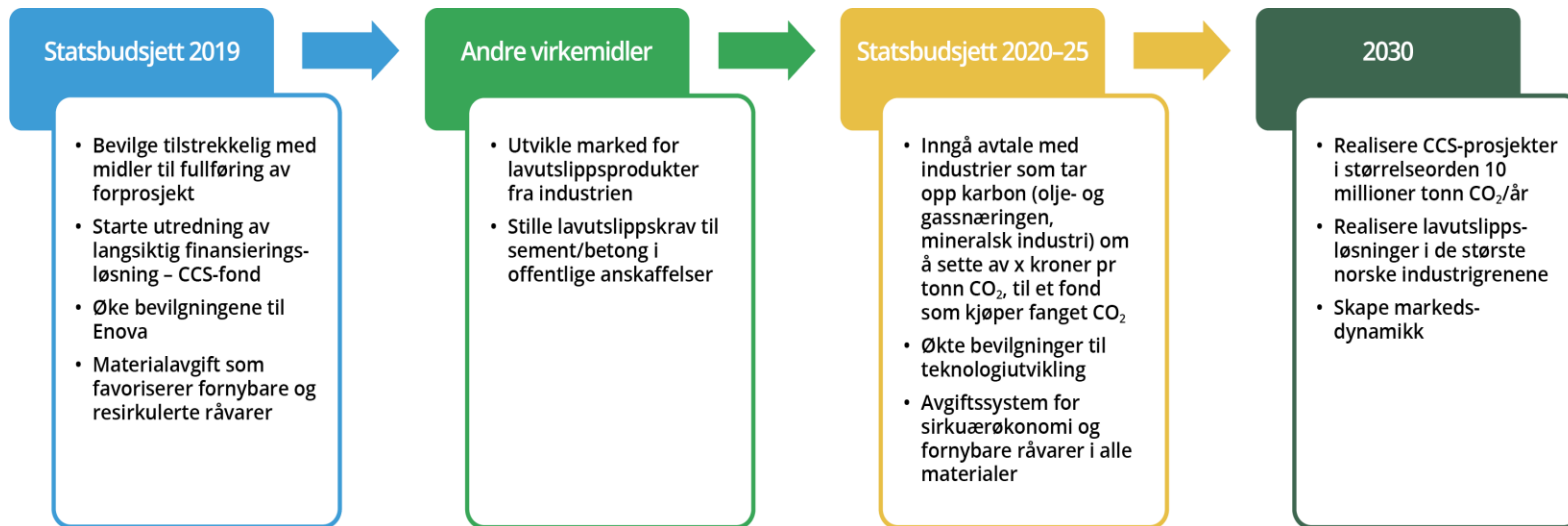 Statsbudsjett 2019
• Bevilge tilstrekkelig med
midler til fullføring av
forprosjekt
• Starte utredning av
langsiktig finansierings-
løsning – CCS-fond
• Øke bevilgningene til
Enova
• Materialavgift som
favoriserer fornybare og
resirkulerte råvarer
Andre virkemidler
• Utvikle marked for
lavutslippsprodukter
fra industrien
• Stille lavutslippskrav til
sement/betong i
offentlige anskaffelser
Statsbudsjett 2020–25
• Inngå avtale med
industrier som tar
opp karbon (olje- og
gassnæringen,
mineralsk industri) om
å sette av x kroner pr
tonn CO₂, til et fond
som kjøper fanget CO₂
• Økte bevilgninger til
teknologiutvikling
• Avgiftssystem for
sirkuærøkonomi og
fornybare råvarer i alle
materialer
2030
• Realisere CCS-prosjekter
i størrelseorden 10
millioner tonn CO₂/år
• Realisere lavutslipps-
løsninger i de største
norske industrigrenene
• Skape markeds-
dynamikk